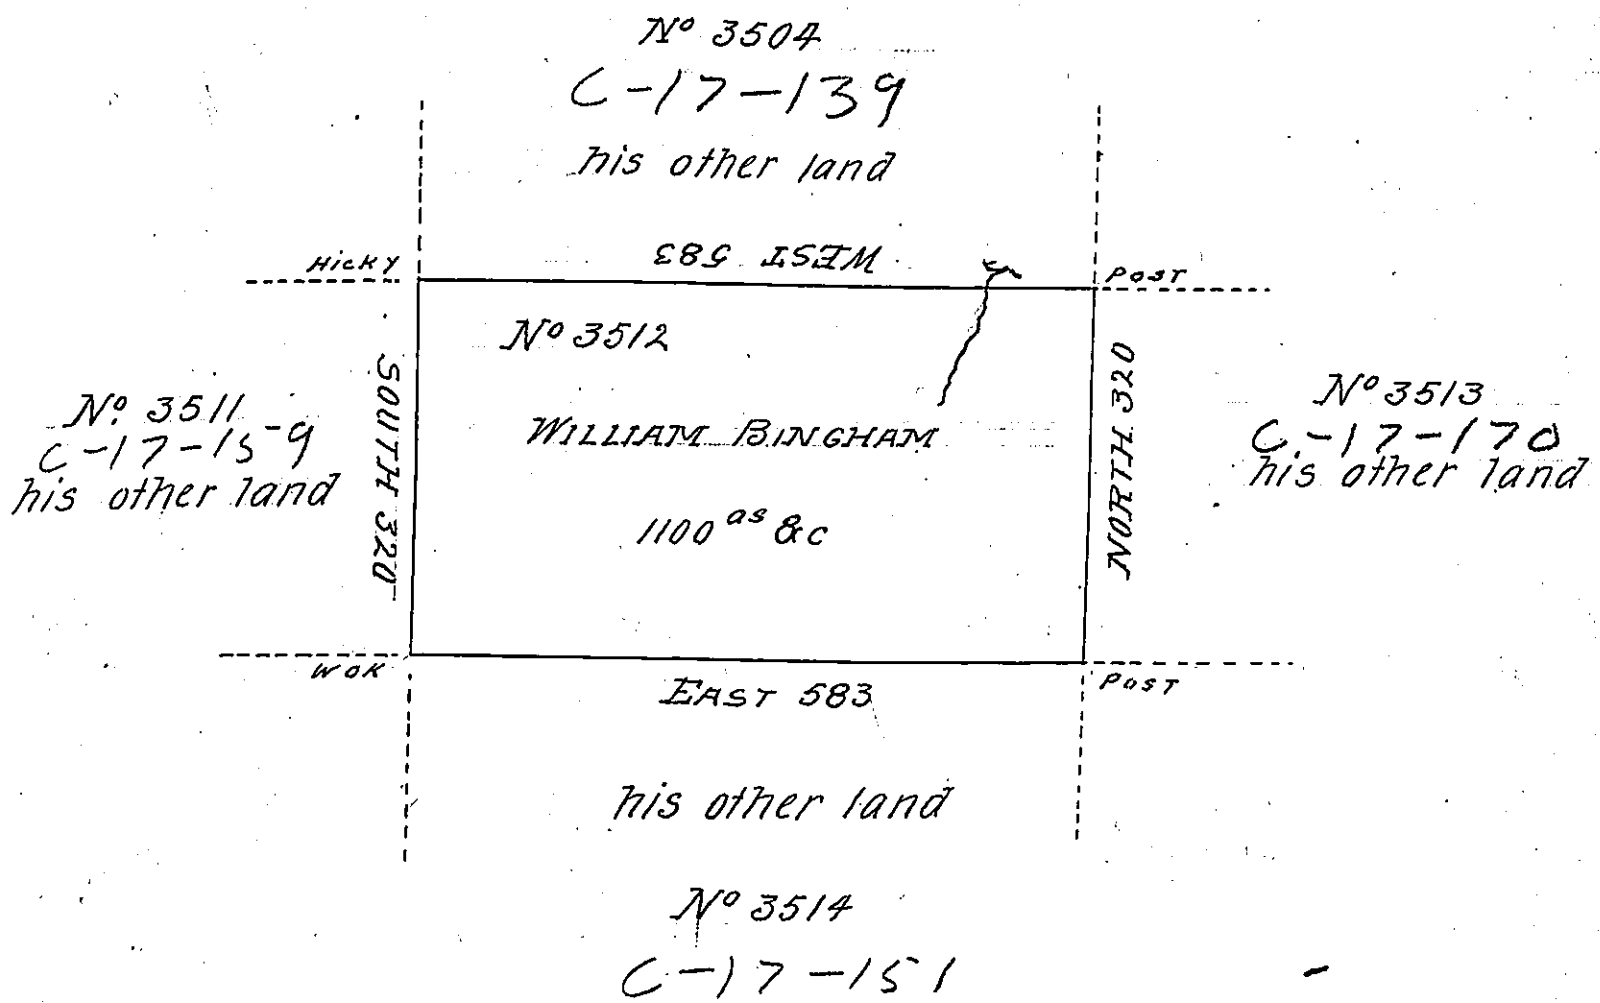 No 3504
C-17-139
his other land
WEST 583
Hicky
Post
No 3512
SOUTH 320
NORTH 320
No. 3511
C-17-159
his other land
WILLIAM BINGHAM
1100 as &c
No 3513
C-17-170
his other land
WOK
Post
EAST 583
his other land
No 3514
C-17-151